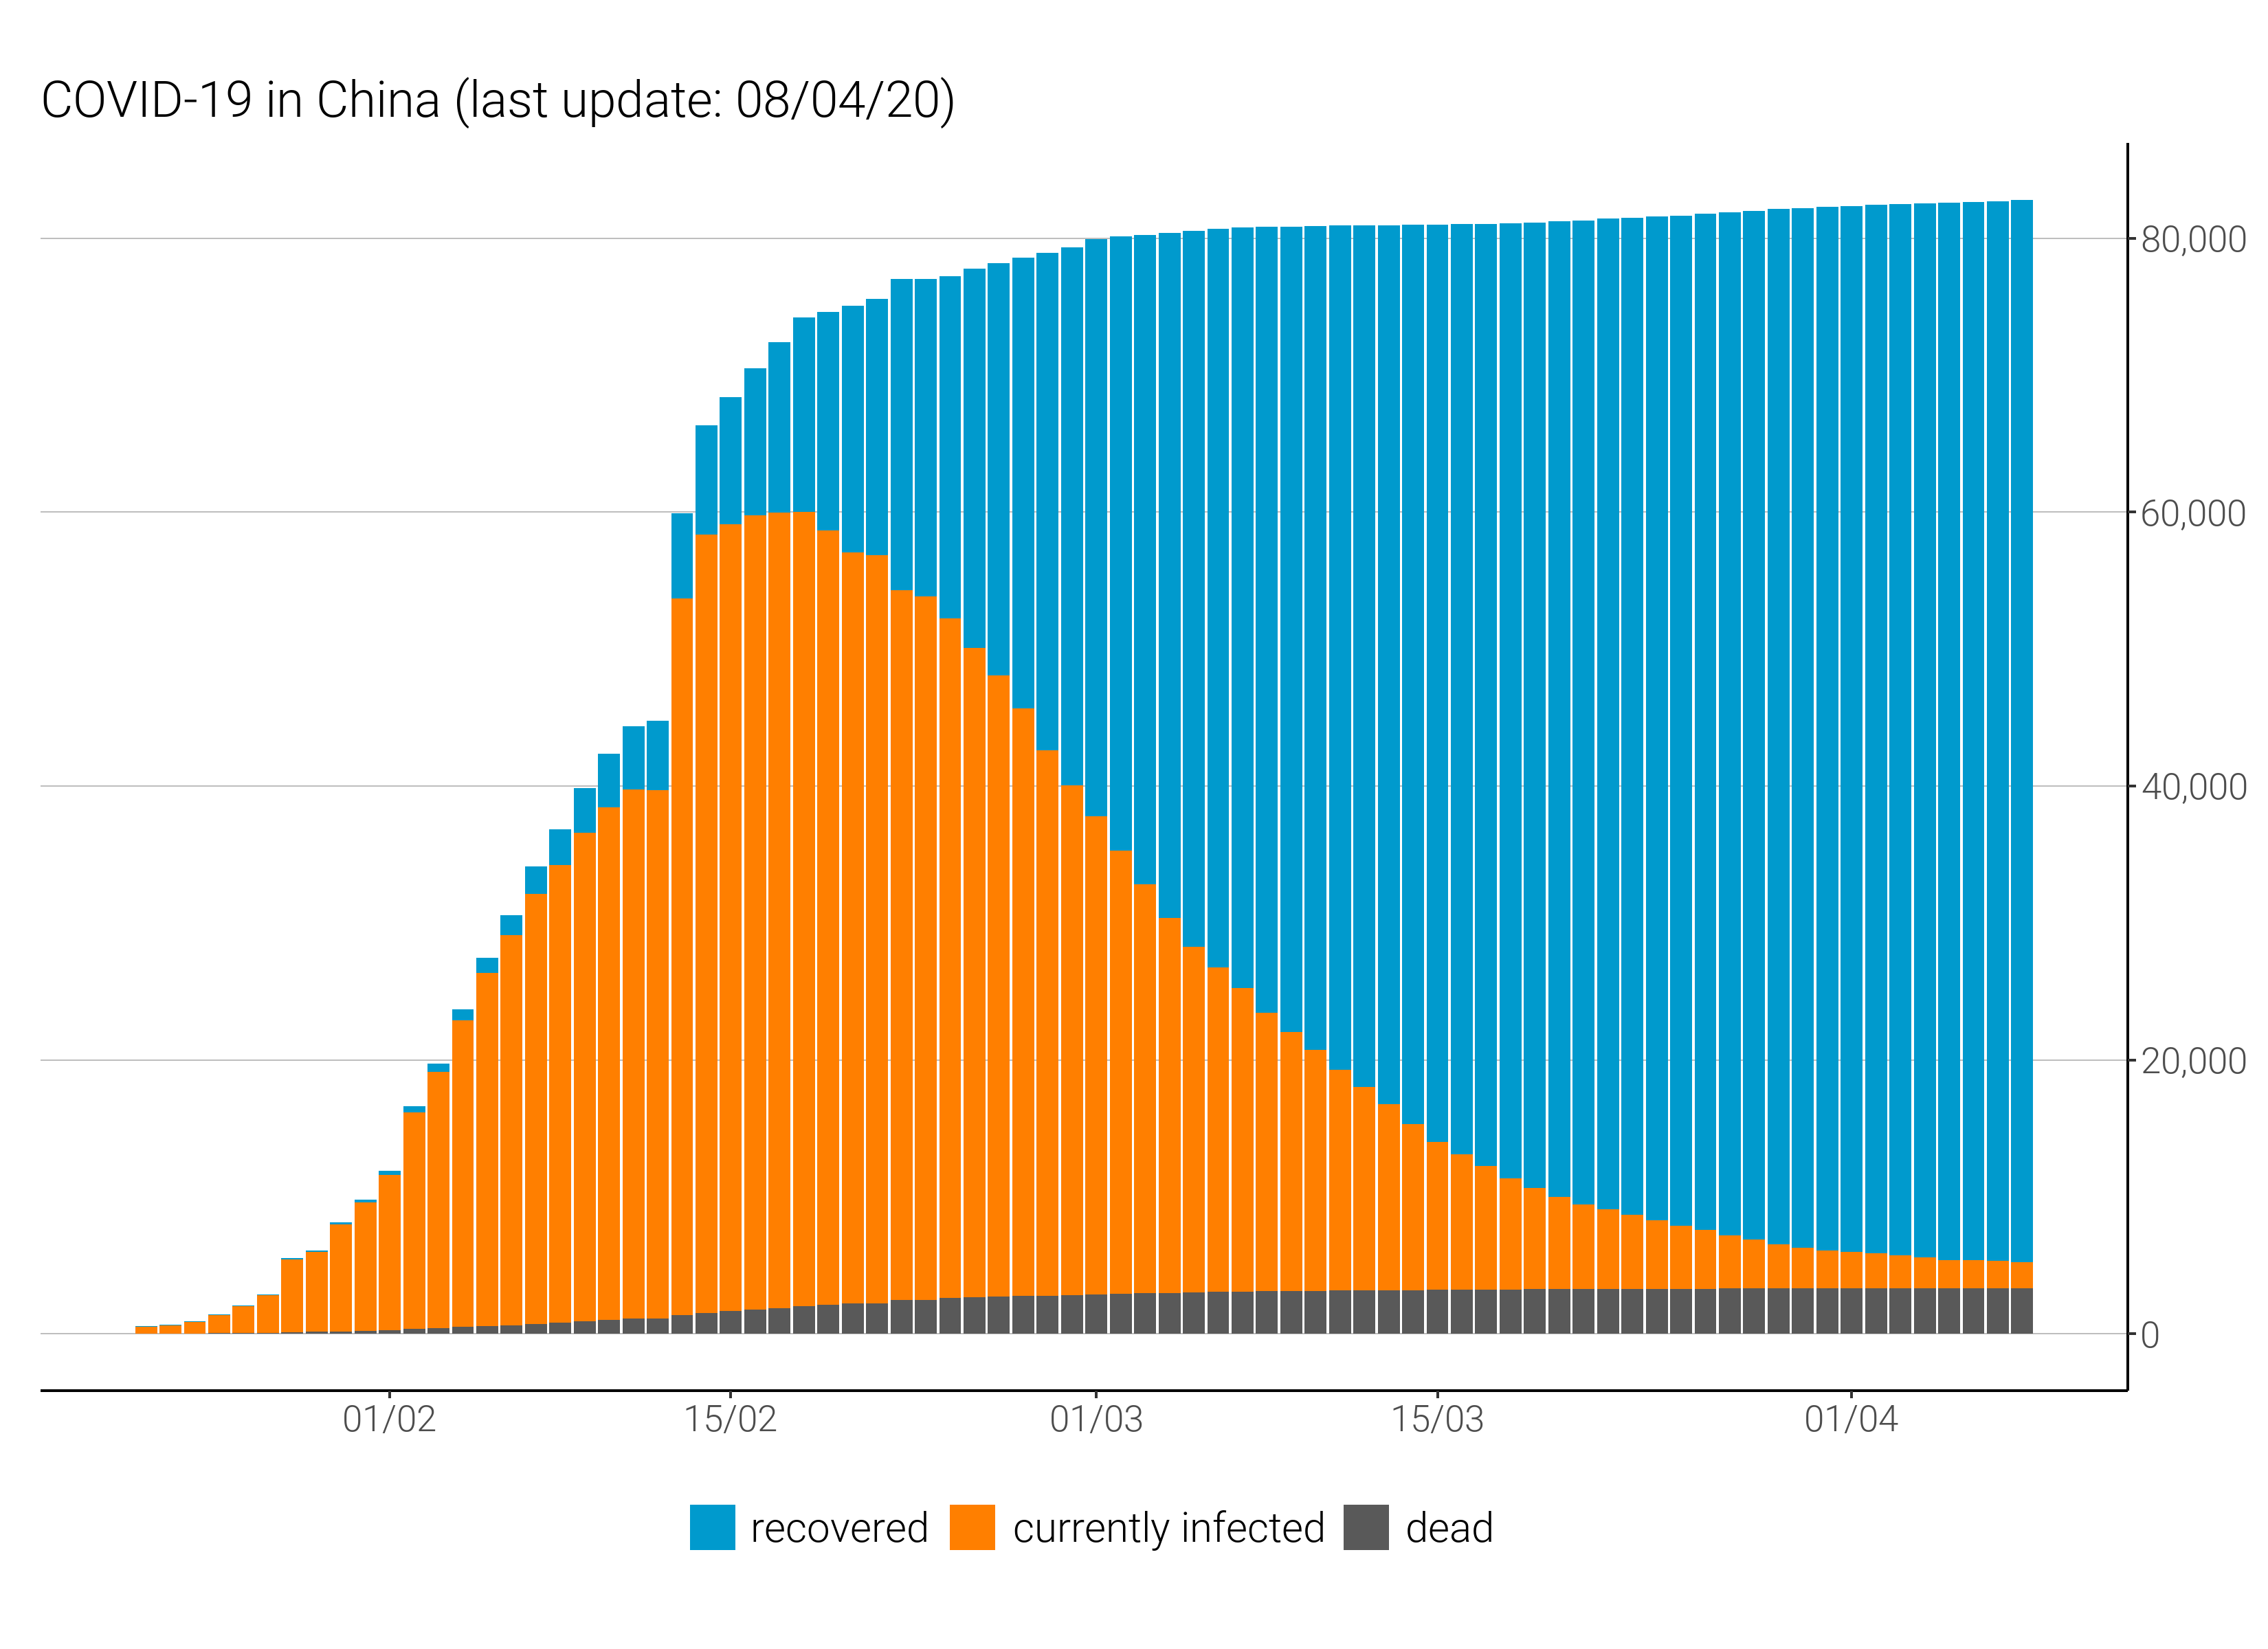 COVID-19 in China (last update: 08/04/20)
80,000
60,000
40,000
20,000
0
01/02 15/02 01/03 15/03 01/04
recovered currently infected dead